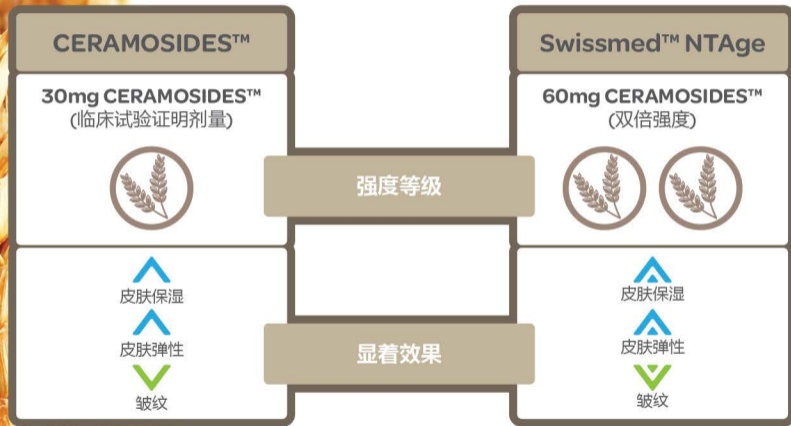 CERAMOSIDES™
30mg CERAMOSIDES™
(临床试验证明剂量)
Swissmed™ NTAge
60mg CERAMOSIDES™
(双倍强度)
强度等级
皮肤保湿
皮肤弹性
皱纹
显着效果
皮肤保湿
皮肤弹性
皱纹